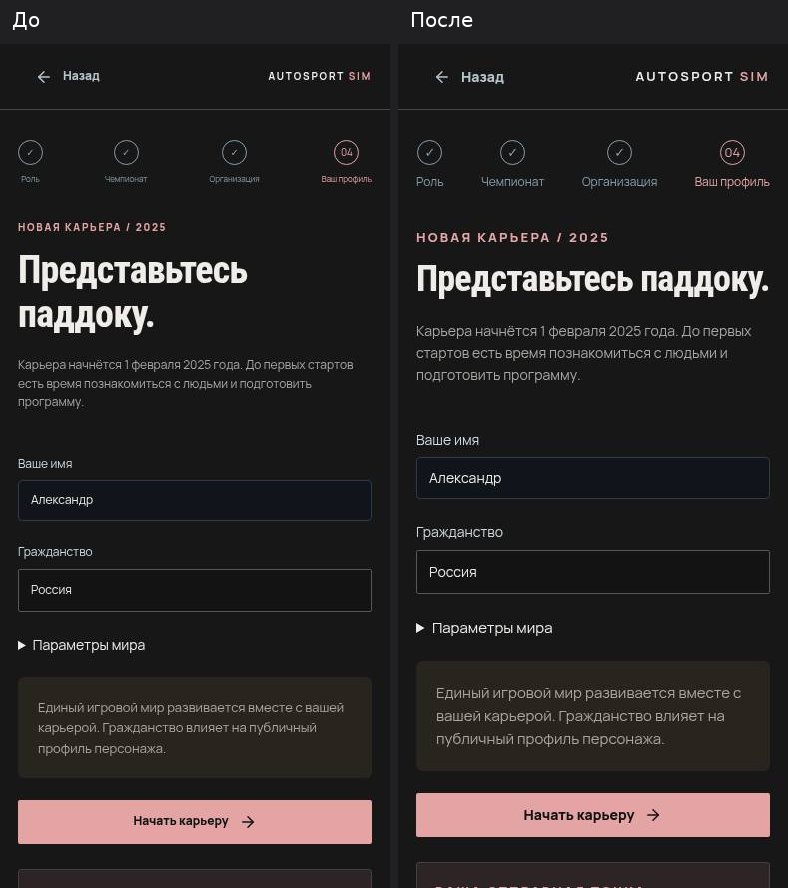 До
← Назад
AUTOSPORT SIM
✓ ✓ ✓ 04
Роль Чемпионат Организация Ваш профиль
НОВАЯ КАРЬЕРА / 2025
Представьтесь
паддоку.
Карьера начнётся 1 февраля 2025 года. До первых стартов
есть время познакомиться с людьми и подготовить
программу.
Ваше имя
Александр
Гражданство
Россия
▶ Параметры мира
Единый игровой мир развивается вместе с вашей
карьерой. Гражданство влияет на публичный
профиль персонажа.
Начать карьеру →
После
← Назад
AUTOSPORT SIM
✓ ✓ ✓ 04
Роль Чемпионат Организация Ваш профиль
НОВАЯ КАРЬЕРА / 2025
Представьтесь паддоку.
Карьера начнётся 1 февраля 2025 года. До первых
стартов есть время познакомиться с людьми и
подготовить программу.
Ваше имя
Александр
Гражданство
Россия
▶ Параметры мира
Единый игровой мир развивается вместе с
вашей карьерой. Гражданство влияет на
публичный профиль персонажа.
Начать карьеру →